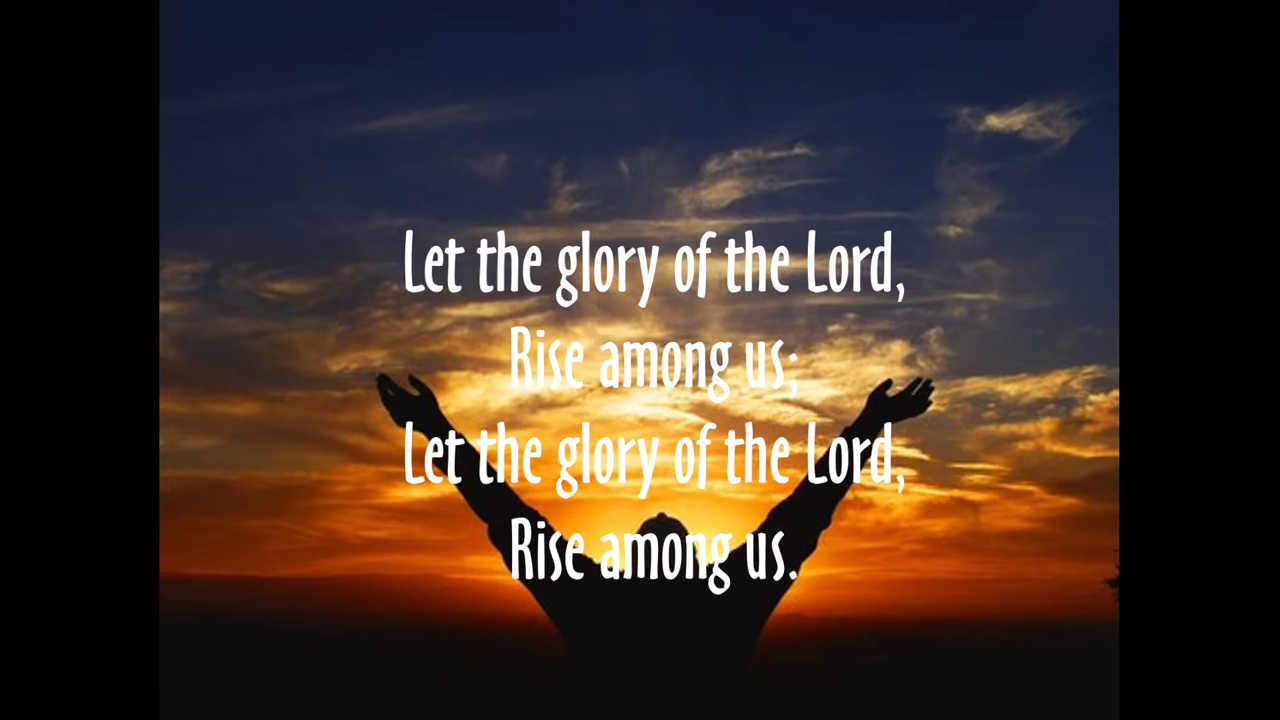 Let the glory of the Lord,
Rise among us;
Let the glory of the Lord,
Rise among us.